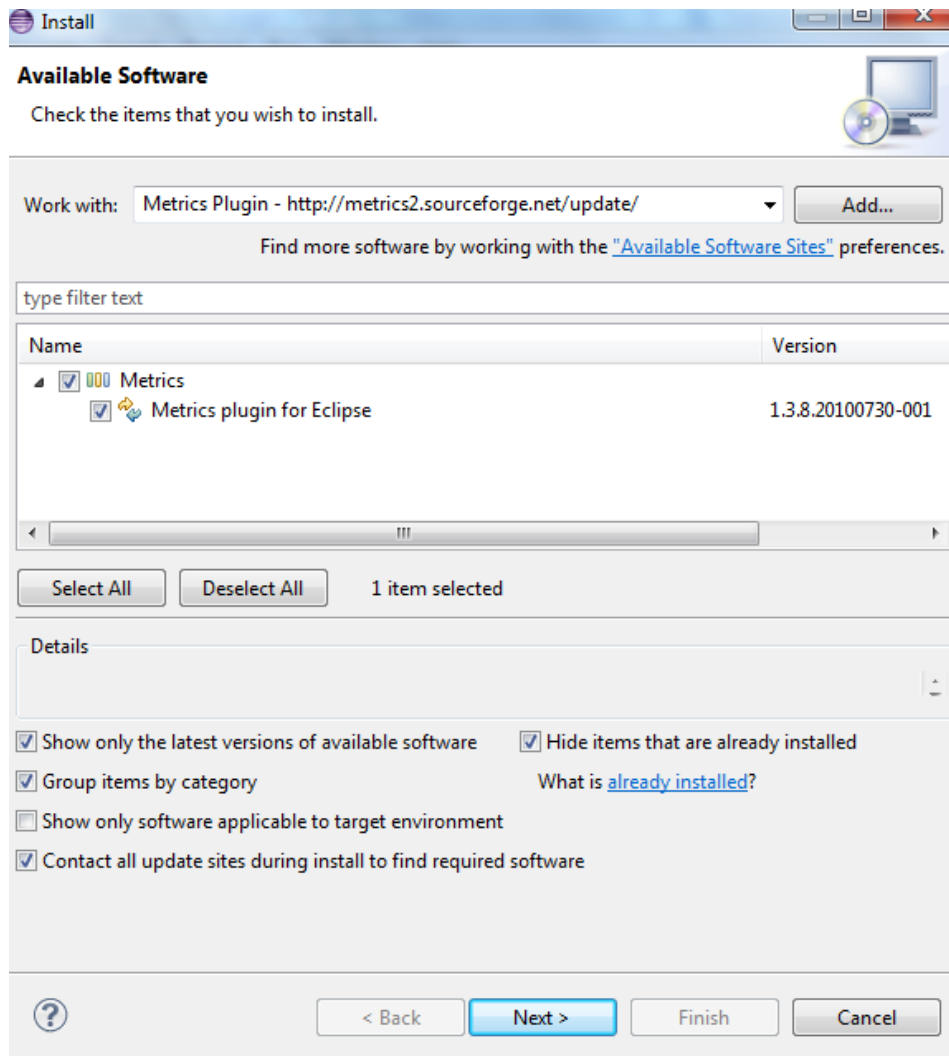 Install
Available Software
Check the items that you wish to install.
Work with: Metrics Plugin - http://metrics2.sourceforge.net/update/ Add...
Find more software by working with the "Available Software Sites" preferences.
type filter text
Name Version
Metrics
Metrics plugin for Eclipse 1.3.8.20100730-001
Select All Deselect All 1 item selected
Details
Show only the latest versions of available software Hide items that are already installed
Group items by category What is already installed?
Show only software applicable to target environment
Contact all update sites during install to find required software
< Back Next > Finish Cancel